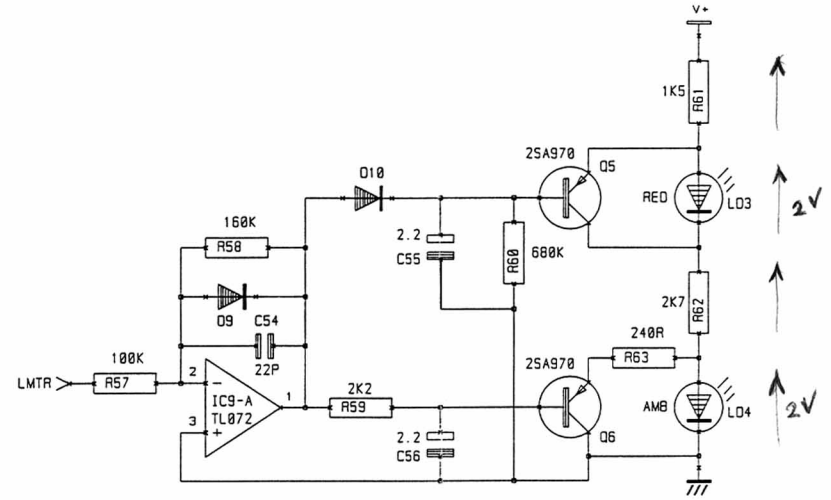 V+
1K5
R61
2SA970
Q5
D10
RED
LD3
2V
160K
R58
2.2
C55
R60
680K
D9
C54
2K7
R62
22P
240R
R63
100K
2SA970
LMTR
R57
2
1
2K2
R59
IC9-A
TL072
AMB
LD4
2V
3
2.2
C56
Q6